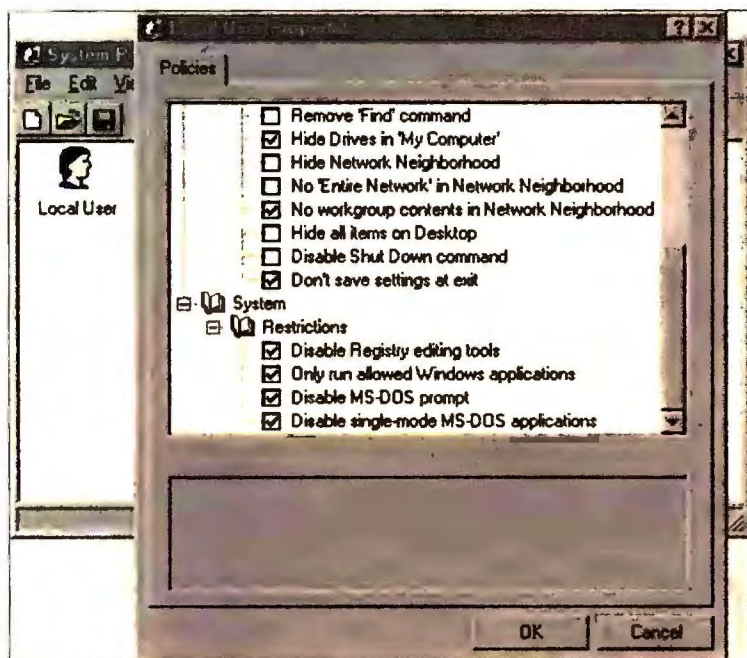 System P
File Edit Vi
Local User
Policies
Remove 'Find' command
Hide Drives in 'My Computer'
Hide Network Neighborhood
No 'Entire Network' in Network Neighborhood
No workgroup contents in Network Neighborhood
Hide all items on Desktop
Disable Shut Down command
Don't save settings at exit
System
Restrictions
Disable Registry editing tools
Only run allowed Windows applications
Disable MS-DOS prompt
Disable single-mode MS-DOS applications
OK
Cancel